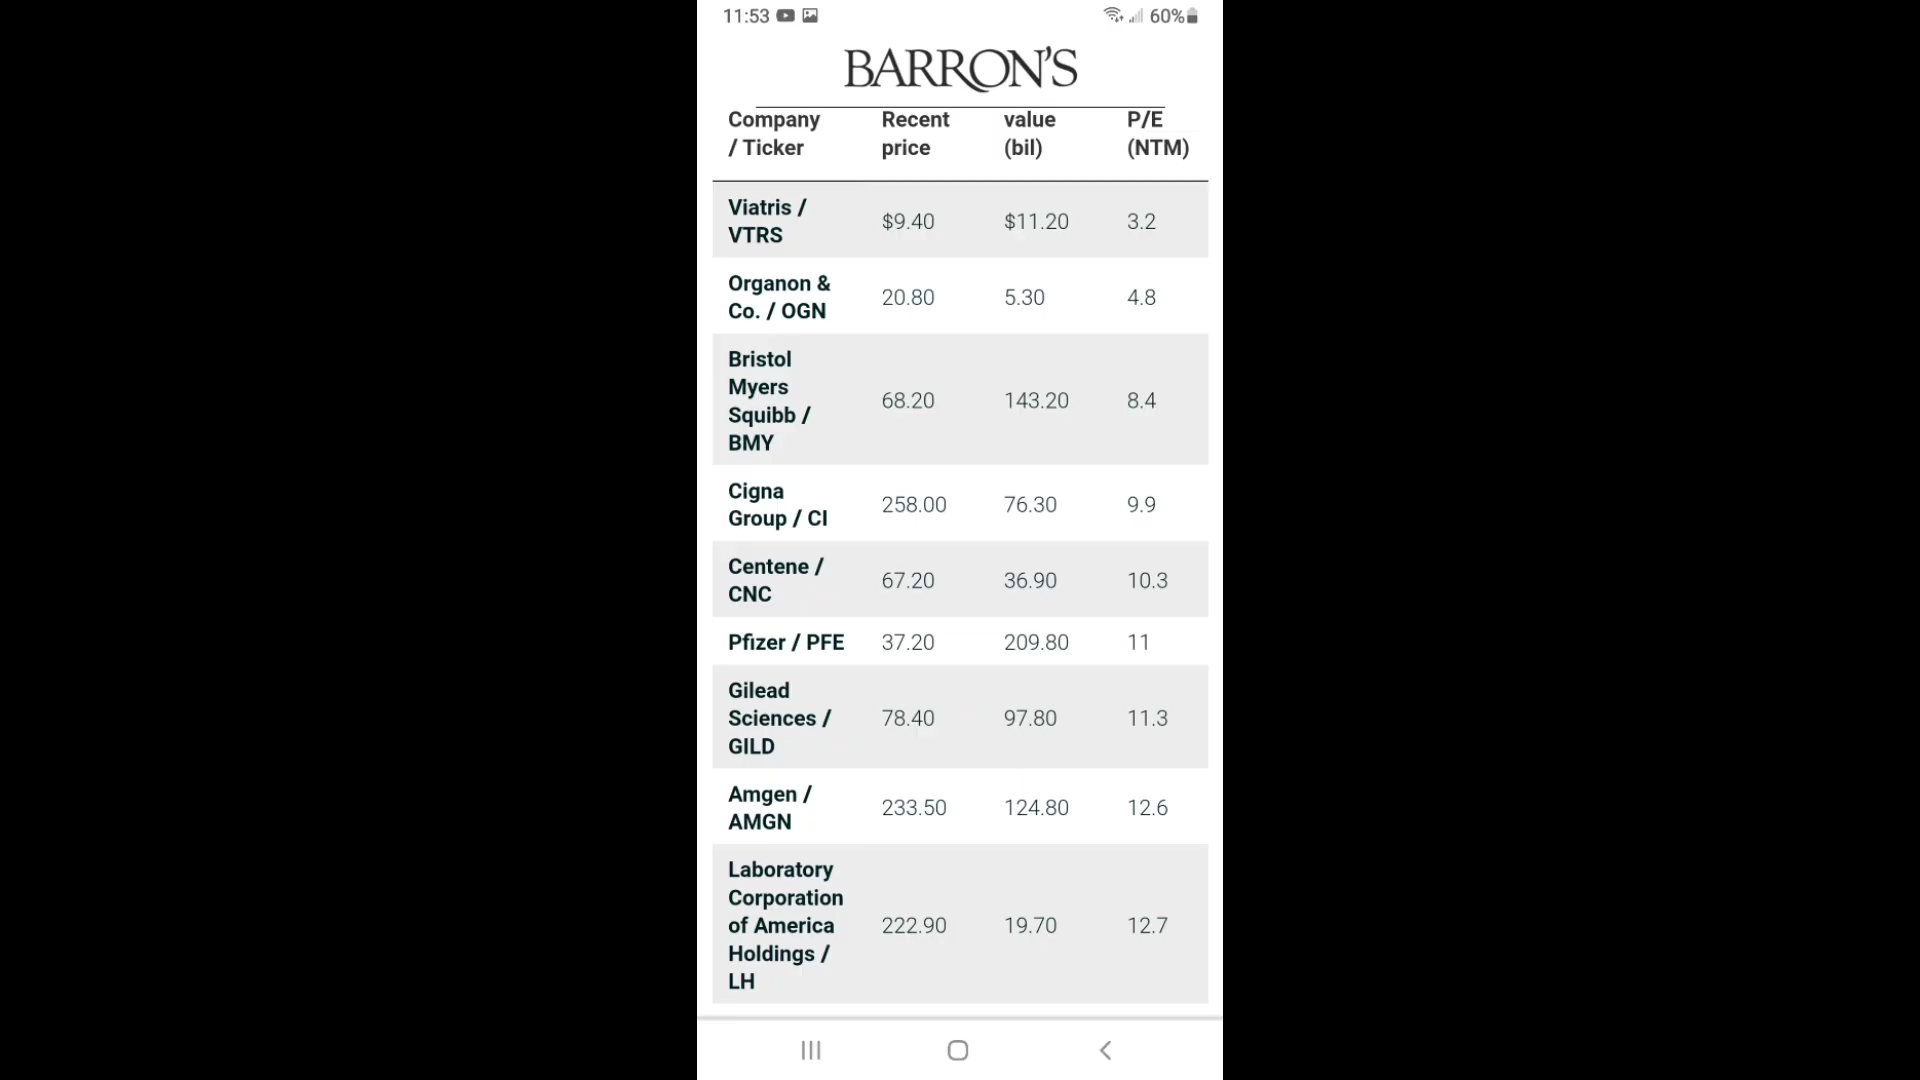 11:53
60%
BARRON'S
Company Recent value P/E
/ Ticker price (bil) (NTM)
Viatris /
VTRS $9.40 $11.20 3.2
Organon &
Co. / OGN 20.80 5.30 4.8
Bristol
Myers
Squibb /
BMY 68.20 143.20 8.4
Cigna
Group / CI 258.00 76.30 9.9
Centene /
CNC 67.20 36.90 10.3
Pfizer / PFE 37.20 209.80 11
Gilead
Sciences / 78.40 97.80 11.3
GILD
Amgen /
AMGN 233.50 124.80 12.6
Laboratory
Corporation
of America 222.90 19.70 12.7
Holdings /
LH